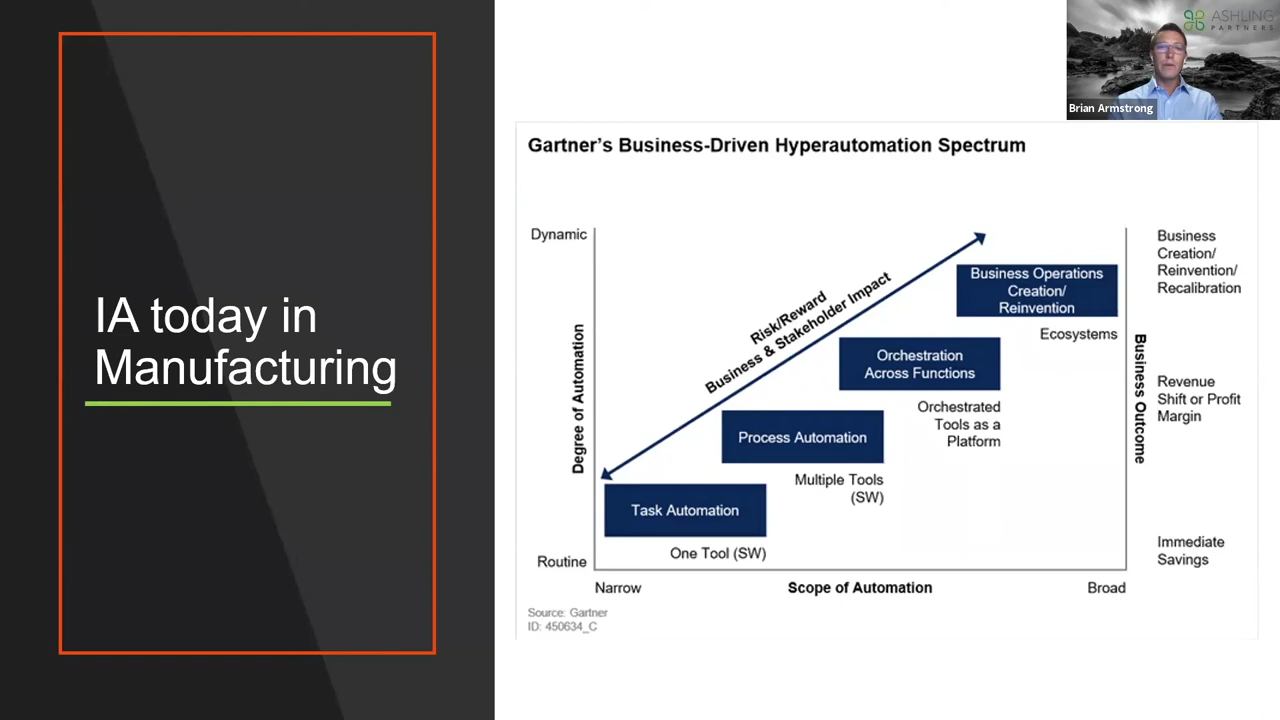 IA today in
Manufacturing
ASHLING
PARTNERS
Brian Armstrong
Gartner's Business-Driven Hyperautomation Spectrum
Dynamic
Routine
Degree of Automation
Risk/Reward
Business & Stakeholder Impact
Business Operations
Creation/
Reinvention
Ecosystems
Orchestration
Across Functions
Orchestrated
Tools as a
Platform
Process Automation
Multiple Tools
(SW)
Task Automation
One Tool (SW)
Narrow
Scope of Automation
Broad
Business Outcome
Business
Creation/
Reinvention/
Recalibration
Revenue
Shift or Profit
Margin
Immediate
Savings
Source: Gartner
ID: 450634_C